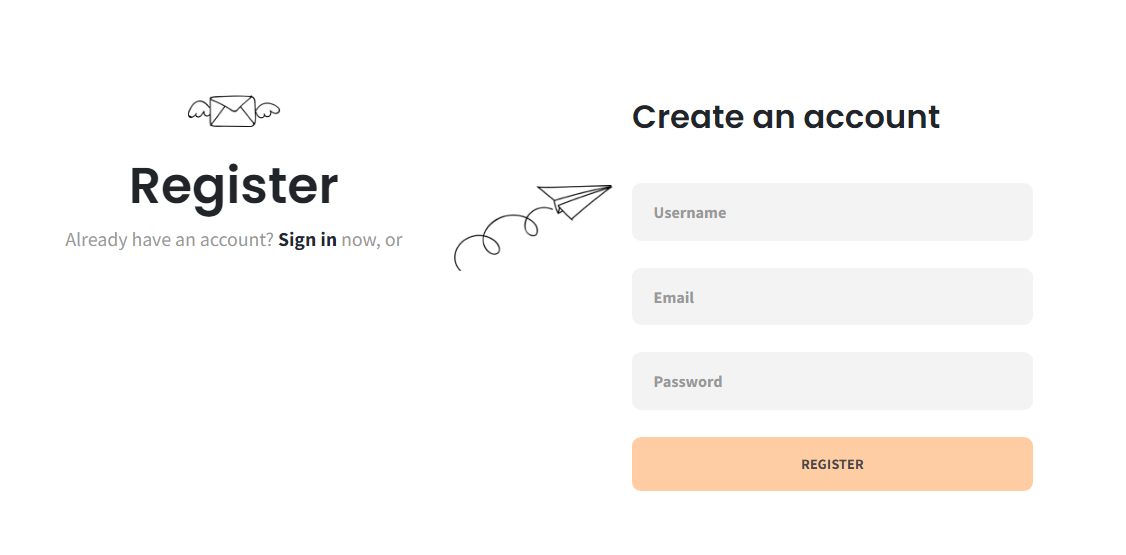 Register
Already have an account? Sign in now, or
Create an account
Username
Email
Password
REGISTER